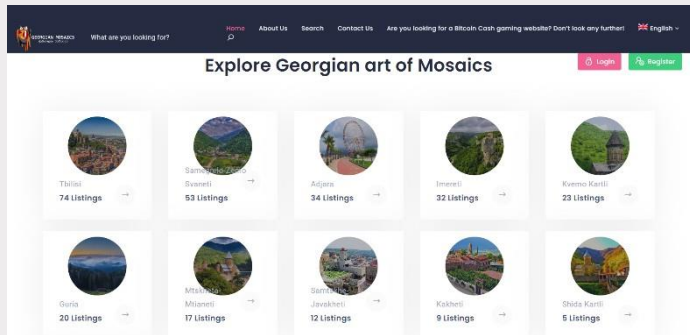 Home About Us Search Contact Us Are you looking for a Bitcoin Cash gaming website? Don't look any further! English
GEORGIAN MOSAICS
What are you looking for?
Explore Georgian art of Mosaics
Login Register
Tbilisi
74 Listings
Samegrelo-Zemo
Svaneti
53 Listings
Adjara
34 Listings
Imereti
32 Listings
Kvemo Kartli
23 Listings
Guria
20 Listings
Mtskheta
Mtianeti
17 Listings
Javakheti
12 Listings
Kakheti
9 Listings
Shida Kartli
5 Listings